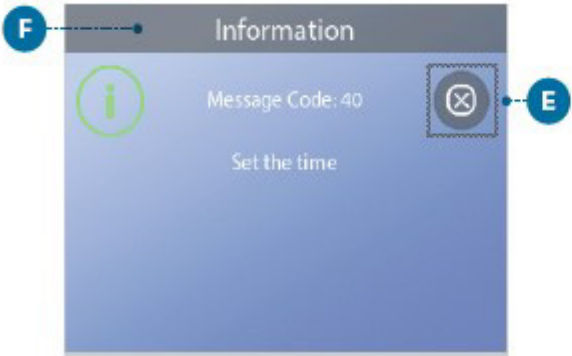 F
Information
i
Message Code: 40
E
Set the time